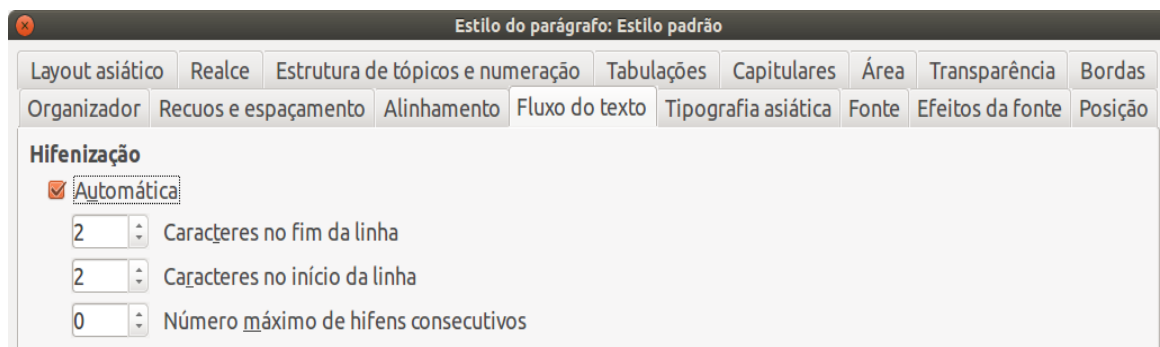 Estilo do parágrafo: Estilo padrão
Layout asiático Realce Estrutura de tópicos e numeração Tabulações Capitulares Área Transparência Bordas
Organizador Recuos e espaçamento Alinhamento Fluxo do texto Tipografia asiática Fonte Efeitos da fonte Posição
Hifenização
Automática
2 Caracteres no fim da linha
2 Caracteres no início da linha
0 Número máximo de hifens consecutivos